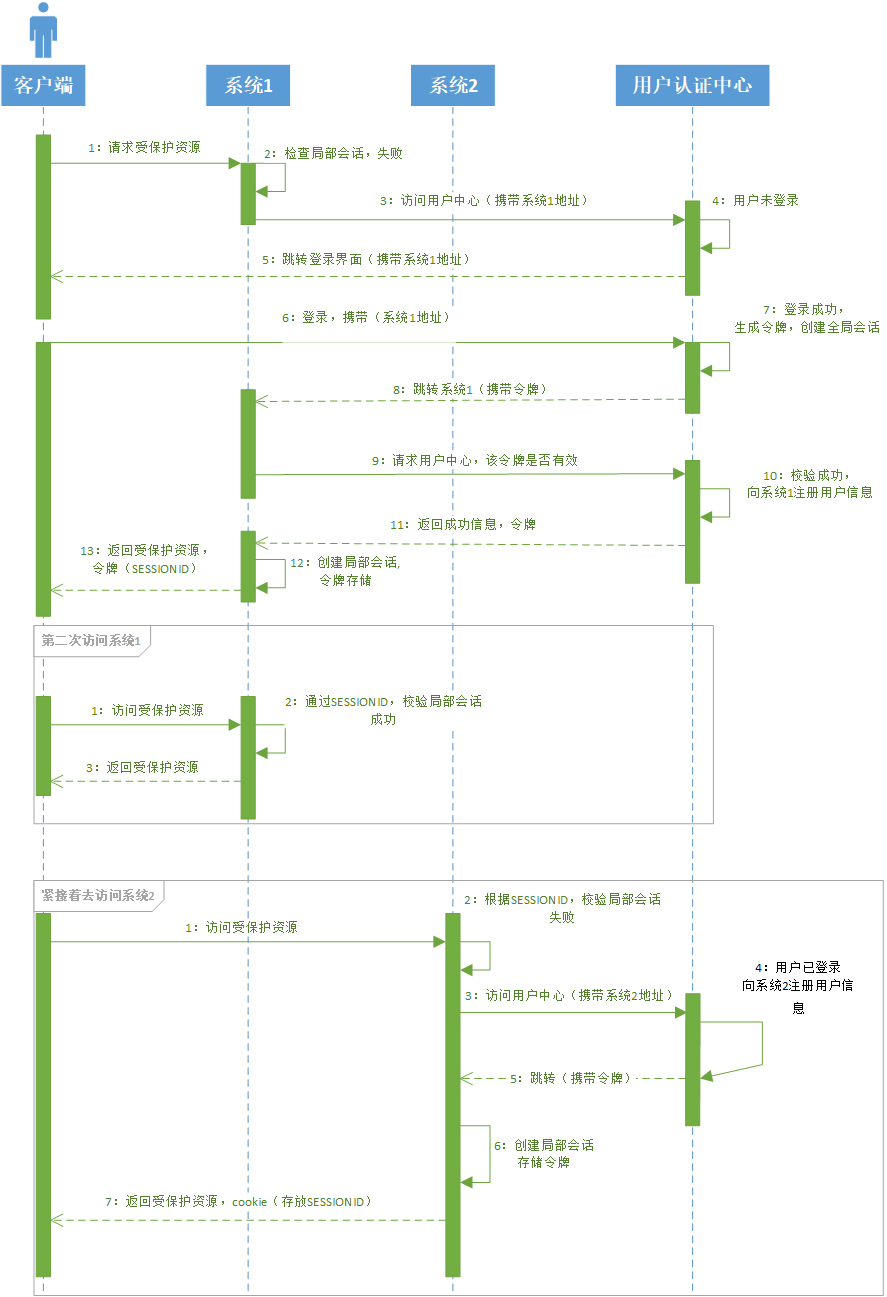 客户端
系统1
系统2
用户认证中心
1：请求受保护资源
2：检查局部会话，失败
3：访问用户中心（携带系统1地址）
4：用户未登录
5：跳转登录界面（携带系统1地址）
6：登录，携带（系统1地址）
7：登录成功，
生成令牌，创建全局会话
8：跳转系统1（携带令牌）
9：请求用户中心，该令牌是否有效
10：校验成功，
向系统1注册用户信息
11：返回成功信息，令牌
12：创建局部会话,
令牌存储
13：返回受保护资源，
令牌（SESSIONID）
第二次访问系统1
1：访问受保护资源
2：通过SESSIONID，校验局部会话
成功
3：返回受保护资源
紧接着去访问系统2
1：访问受保护资源
2：根据SESSIONID，校验局部会话
失败
3：访问用户中心（携带系统2地址）
4：用户已登录
向系统2注册用户信
息
5：跳转（携带令牌）
6：创建局部会话
存储令牌
7：返回受保护资源，cookie（存放SESSIONID）